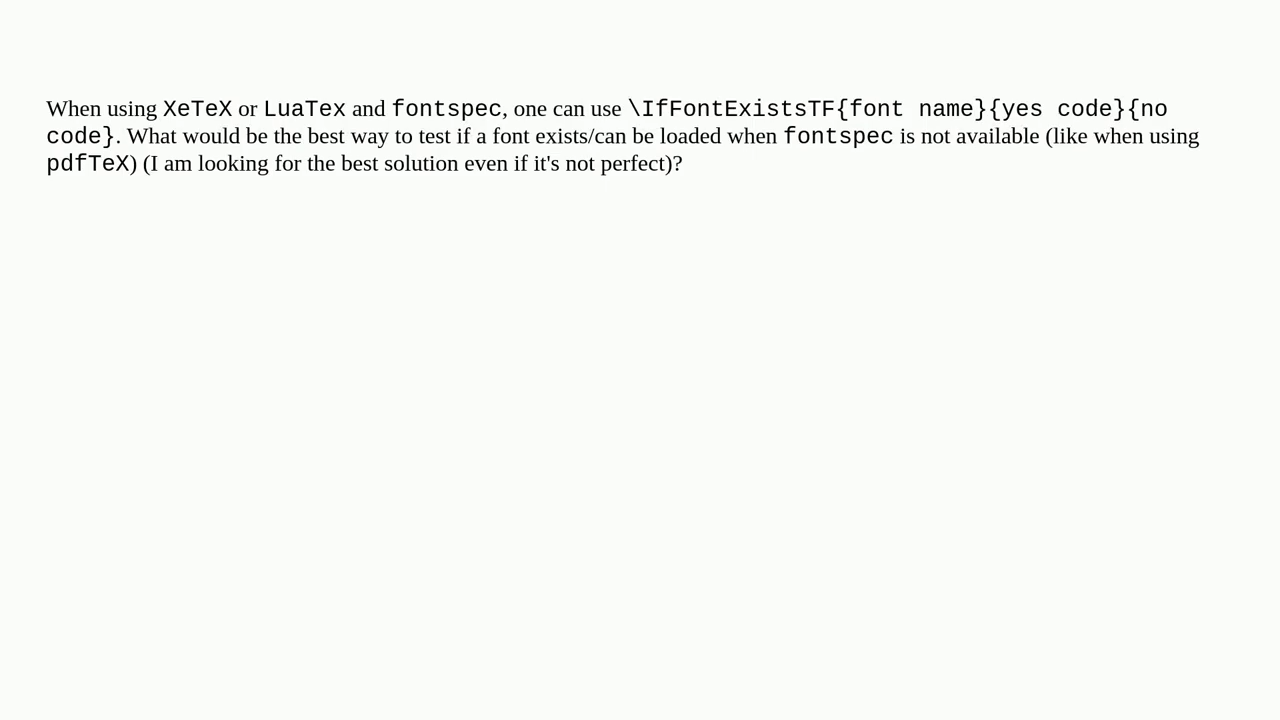 When using XeTeX or LuaTex and fontspec, one can use \IfFontExistsTF{font name}{yes code}{no
code}. What would be the best way to test if a font exists/can be loaded when fontspec is not available (like when using
pdfTeX) (I am looking for the best solution even if it's not perfect)?